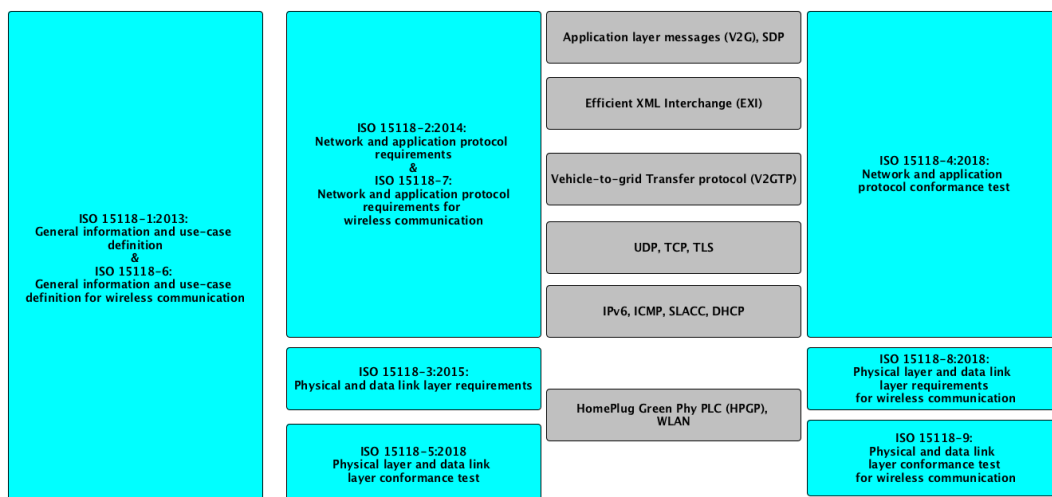 ISO 15118-1:2013:
General information and use-case
definition
&
ISO 15118-6:
General information and use-case
definition for wireless communication
ISO 15118-2:2014:
Network and application protocol
requirements
&
ISO 15118-7:
Network and application protocol
requirements for
wireless communication
ISO 15118-3:2015:
Physical and data link layer requirements
ISO 15118-5:2018
Physical layer and data link
layer conformance test
Application layer messages (V2G), SDP
Efficient XML Interchange (EXI)
Vehicle-to-grid Transfer protocol (V2GTP)
UDP, TCP, TLS
IPv6, ICMP, SLACC, DHCP
HomePlug Green Phy PLC (HPGP),
WLAN
ISO 15118-4:2018:
Network and application
protocol conformance test
ISO 15118-8:2018:
Physical layer and data link
layer requirements
for wireless communication
ISO 15118-9:
Physical and data link
layer conformance test
for wireless communication